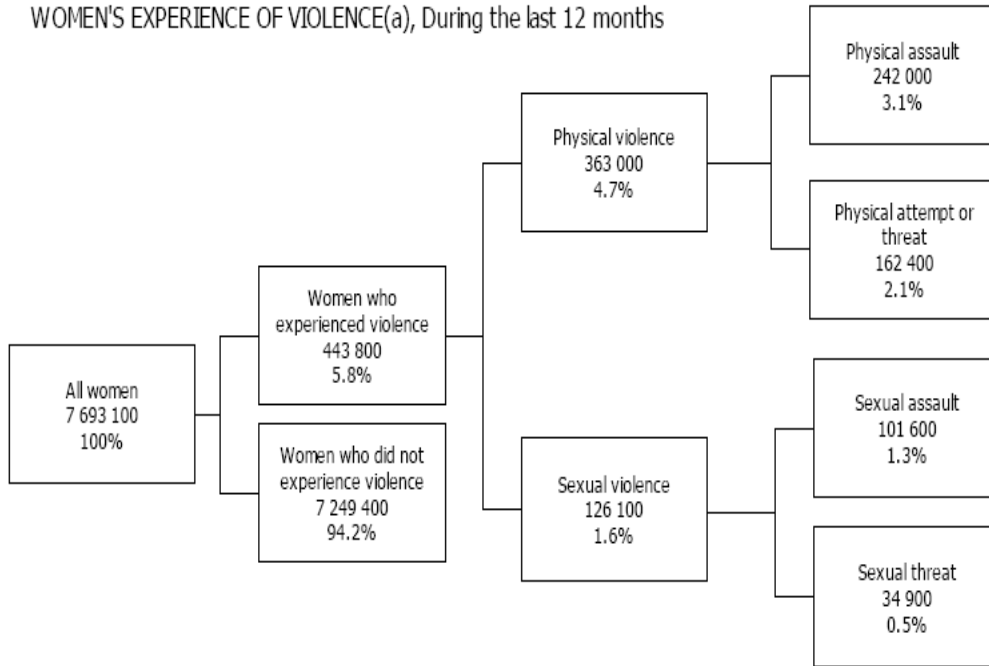 WOMEN'S EXPERIENCE OF VIOLENCE(a), During the last 12 months
All women
7 693 100
100%
Women who
experienced violence
443 800
5.8%
Women who did not
experience violence
7 249 400
94.2%
Physical violence
363 000
4.7%
Sexual violence
126 100
1.6%
Physical assault
242 000
3.1%
Physical attempt or
threat
162 400
2.1%
Sexual assault
101 600
1.3%
Sexual threat
34 900
0.5%